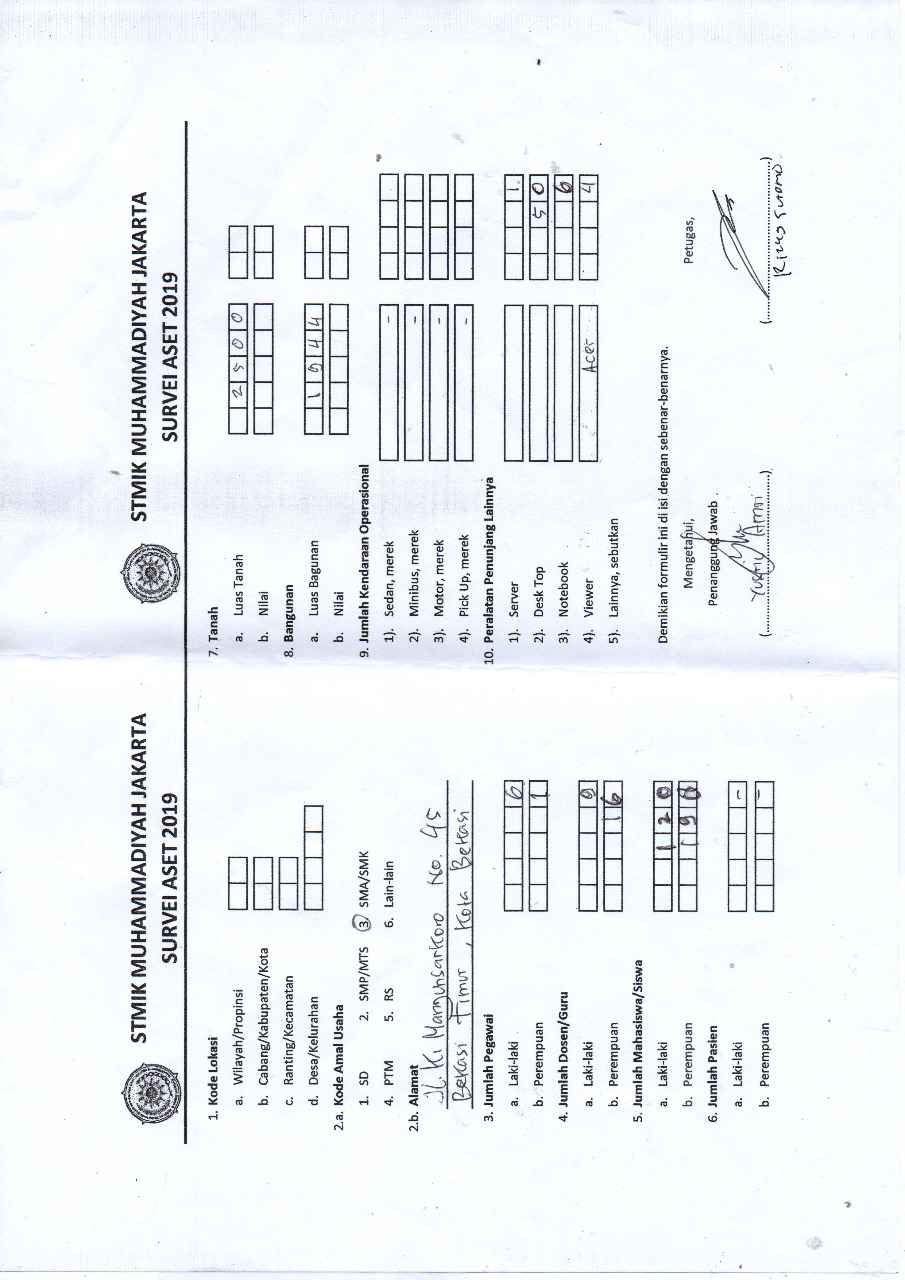 STMIK MUHAMMADIYAH JAKARTA
SURVEI ASET 2019
1. Kode Lokasi
a. Wilayah/Propinsi
b. Cabang/Kabupaten/Kota
c. Ranting/Kecamatan
d. Desa/Kelurahan
2.a. Kode Amal Usaha
1. SD 2. SMP/MTS 3. SMA/SMK
4. PTM 5. RS 6. Lain-lain
2.b. Alamat
JL. Ki Mangunsarkoro No. 45
Bekasi Timur, Kota Bekasi
3. Jumlah Pegawai
a. Laki-laki 6
b. Perempuan 1
4. Jumlah Dosen/Guru
a. Laki-laki 9
b. Perempuan 16
5. Jumlah Mahasiswa/Siswa
a. Laki-laki 120
b. Perempuan 198
6. Jumlah Pasien
a. Laki-laki -
b. Perempuan -
STMIK MUHAMMADIYAH JAKARTA
SURVEI ASET 2019
7. Tanah
a. Luas Tanah 2500
b. Nilai
8. Bangunan
a. Luas Bagunan 1944
b. Nilai
9. Jumlah Kendaraan Operasional
1). Sedan, merek -
2). Minibus, merek -
3). Motor, merek -
4). Pick Up, merek -
10. Peralatan Penunjang Lainnya
1). Server 1
2). Desk Top 50
3). Notebook 6
4). Viewer Acer 4
5). Lainnya, sebutkan
Demikian formulir ini di isi dengan sebenar-benarnya.
Mengetahui, Petugas,
Penanggung Jawab
(....................................) (....................................)